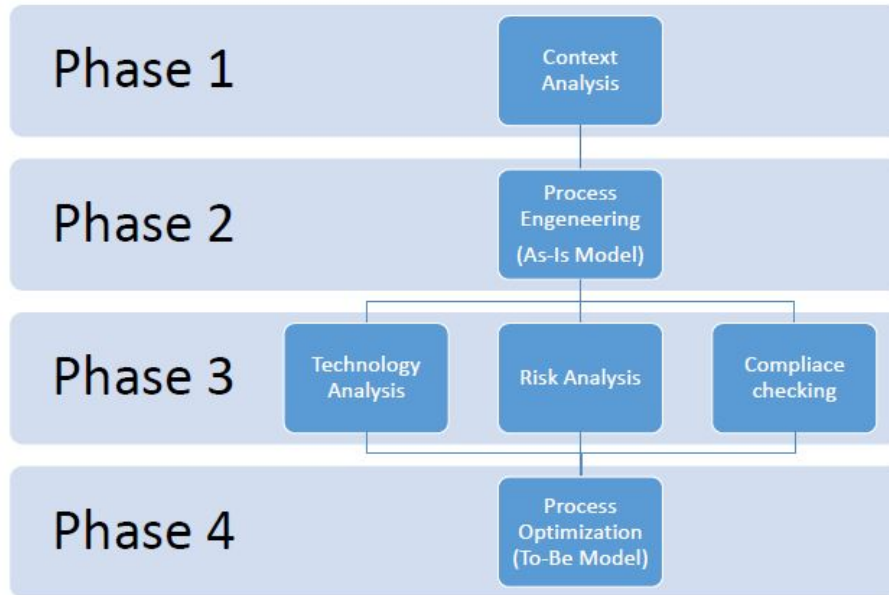 Phase 1
Context
Analysis
Phase 2
Process
Engeneering
(As-Is Model)
Phase 3
Technology
Analysis
Risk Analysis
Compliace
checking
Phase 4
Process
Optimization
(To-Be Model)